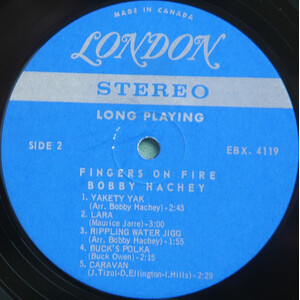 MADE IN CANADA
LONDON
STEREO
LONG PLAYING
SIDE 2
EBX. 4119
FINGERS ON FIRE
BOBBY HACHEY
1. YAKETY YAK
(Arr. Bobby Hachey)-2:43
2. LARA
(Maurice Jarre)-3:00
3. RIPPLING WATER JIGG
(Arr. Bobby Hachey)-1:55
4. BUCK'S POLKA
(Buck Owen)-2:15
5. CARAVAN
(J.Tizol-D.Ellington-I.Hills)-2:29